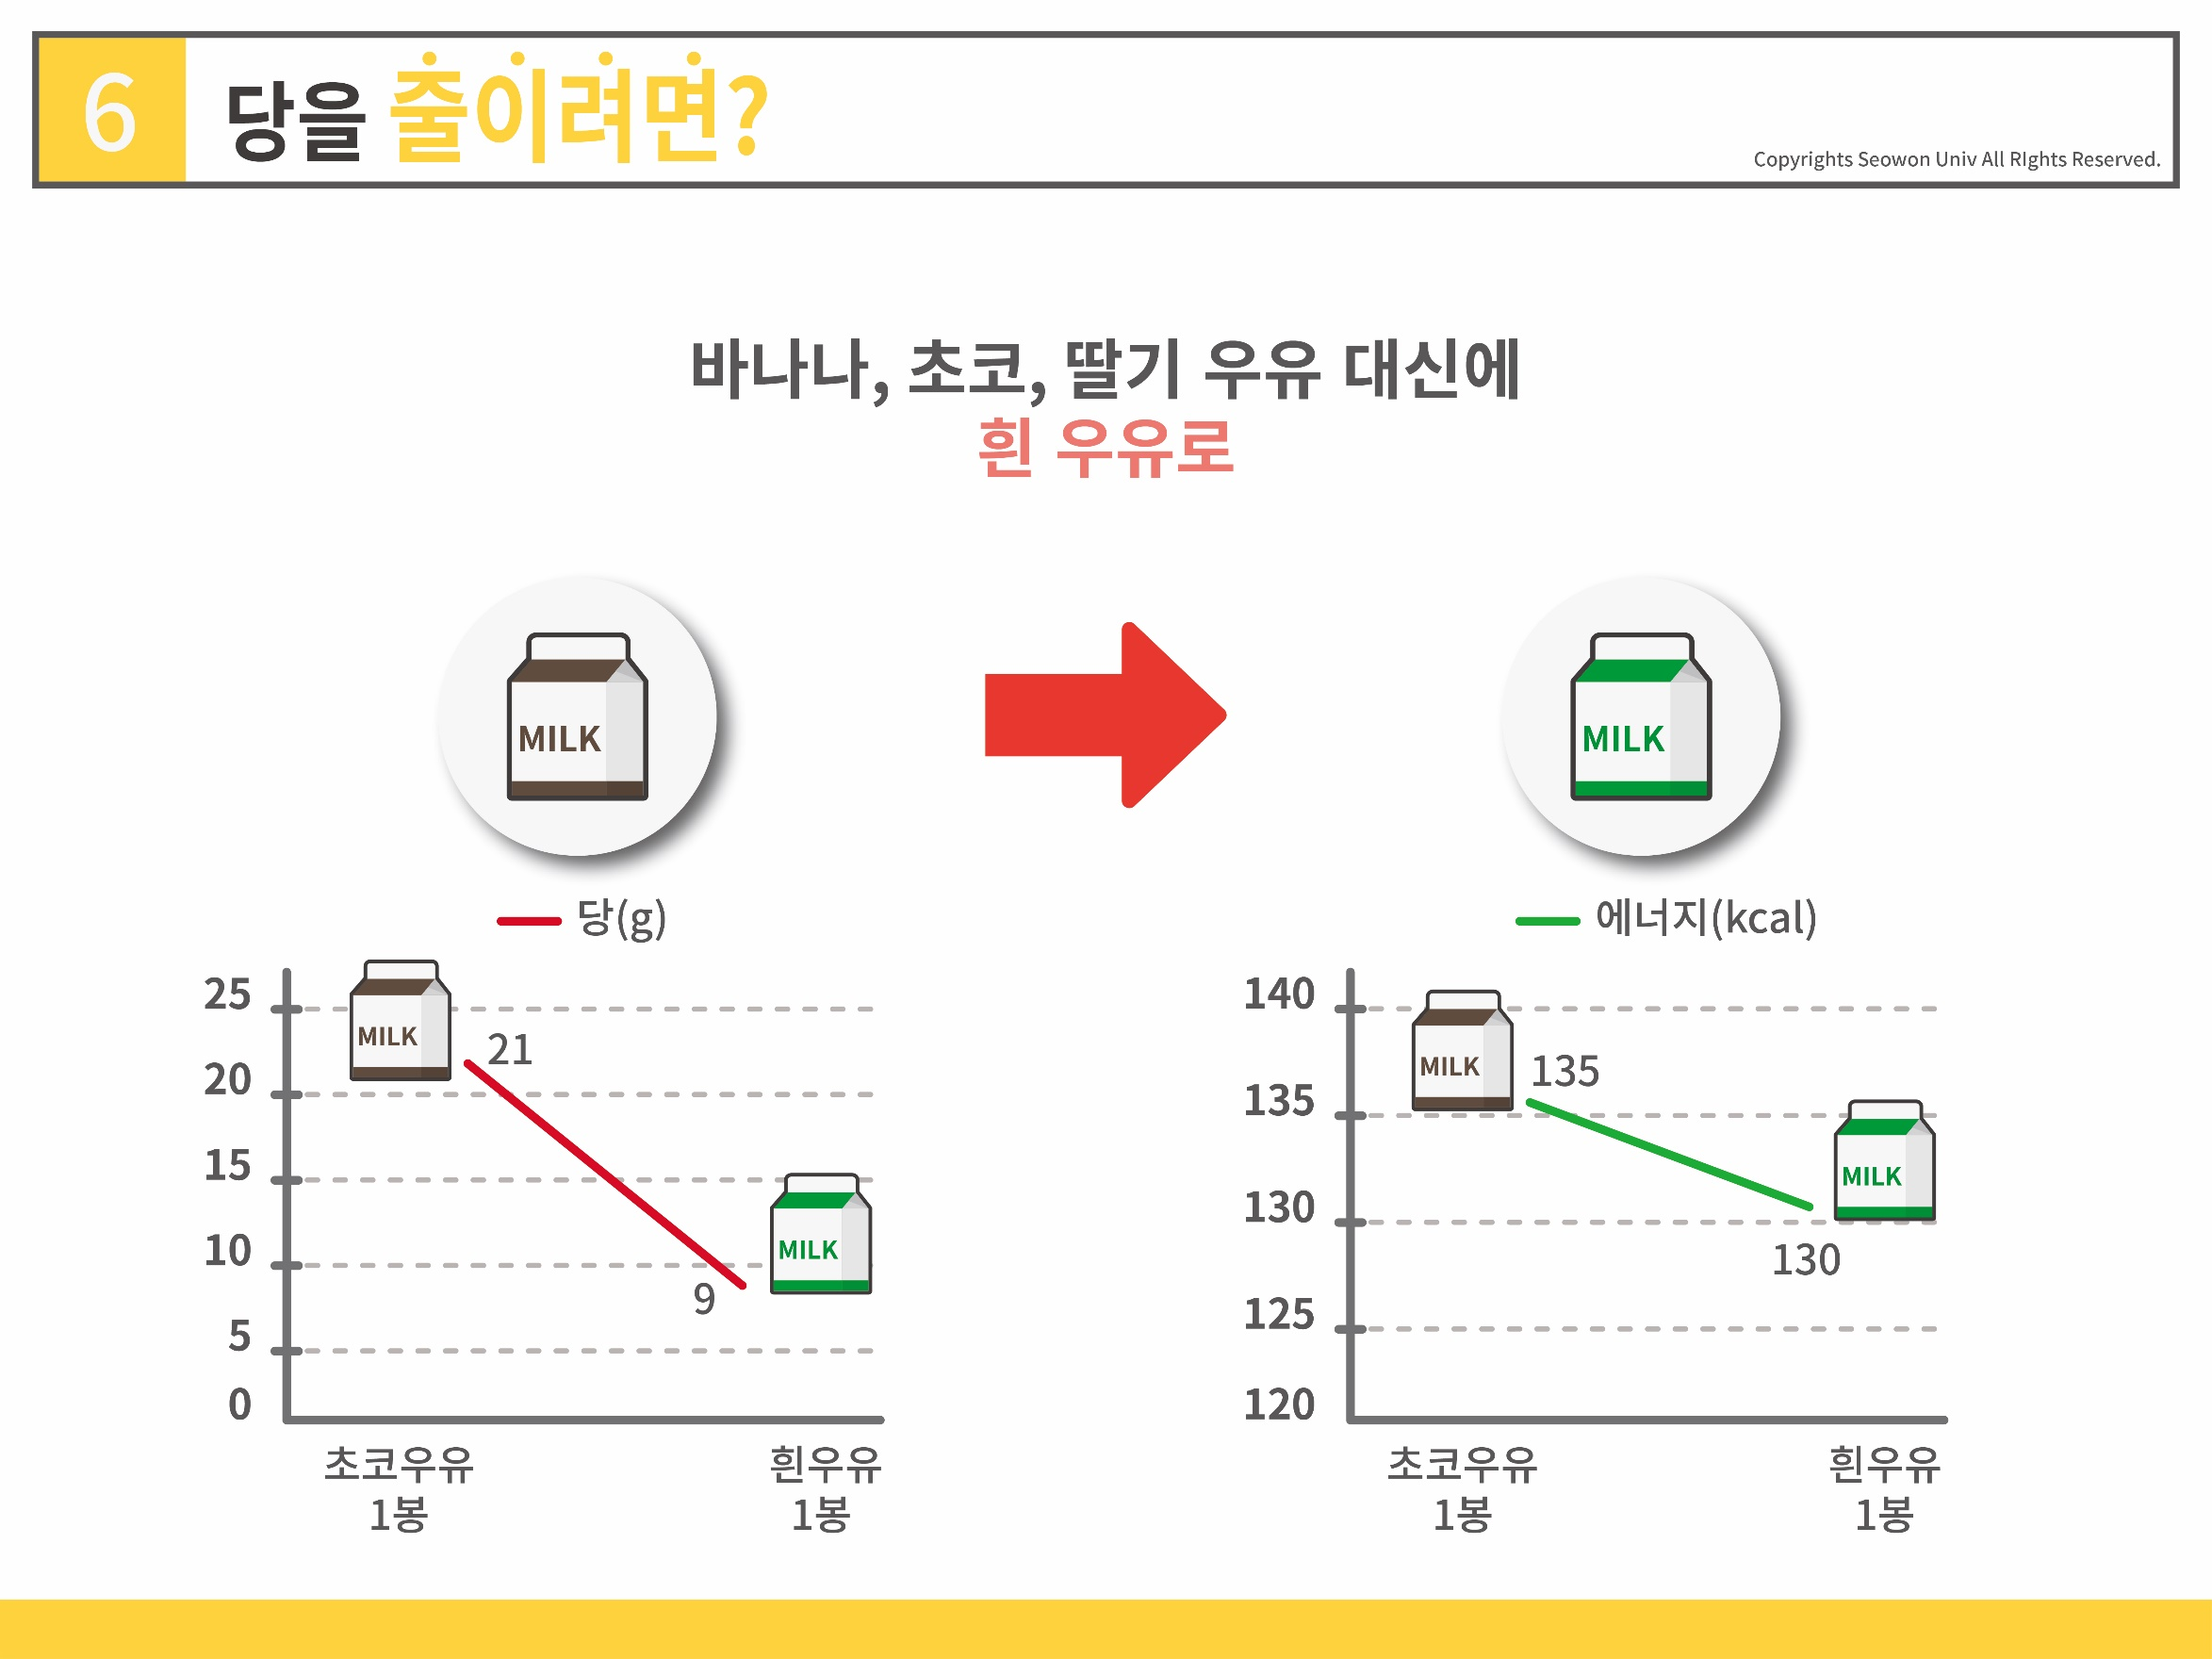 6
당을 줄이려면?
Copyrights Seowon Univ All RIghts Reserved.
바나나, 초코, 딸기 우유 대신에
흰 우유로
MILK
MILK
당(g)
25
20
15
10
5
0
MILK
21
MILK
9
초코우유
1봉
흰우유
1봉
에너지(kcal)
140
135
130
125
120
MILK
135
MILK
130
초코우유
1봉
흰우유
1봉